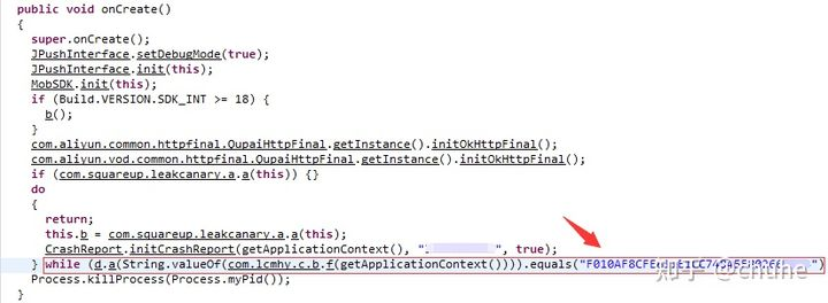 public void onCreate()
{
super.onCreate();
JPushInterface.setDebugMode(true);
JPushInterface.init(this);
MobSDK.init(this);
if (Build.VERSION.SDK_INT >= 18) {
b();
}
com.aliyun.common.httpfinal.QupaiHttpFinal.getInstance().initOkHttpFinal();
com.aliyun.vod.common.httpfinal.QupaiHttpFinal.getInstance().initOkHttpFinal();
if (com.squareup.leakcanary.a.a(this)) {}
do
{
return;
this.b = com.squareup.leakcanary.a.a(this);
CrashReport.initCrashReport(getApplicationContext(), "", true);
} while (d.a(String.valueOf(com.lcmhy.c.b.f(getApplicationContext()))).equals("
Process.killProcess(Process.myPid());
}
知乎 @chune